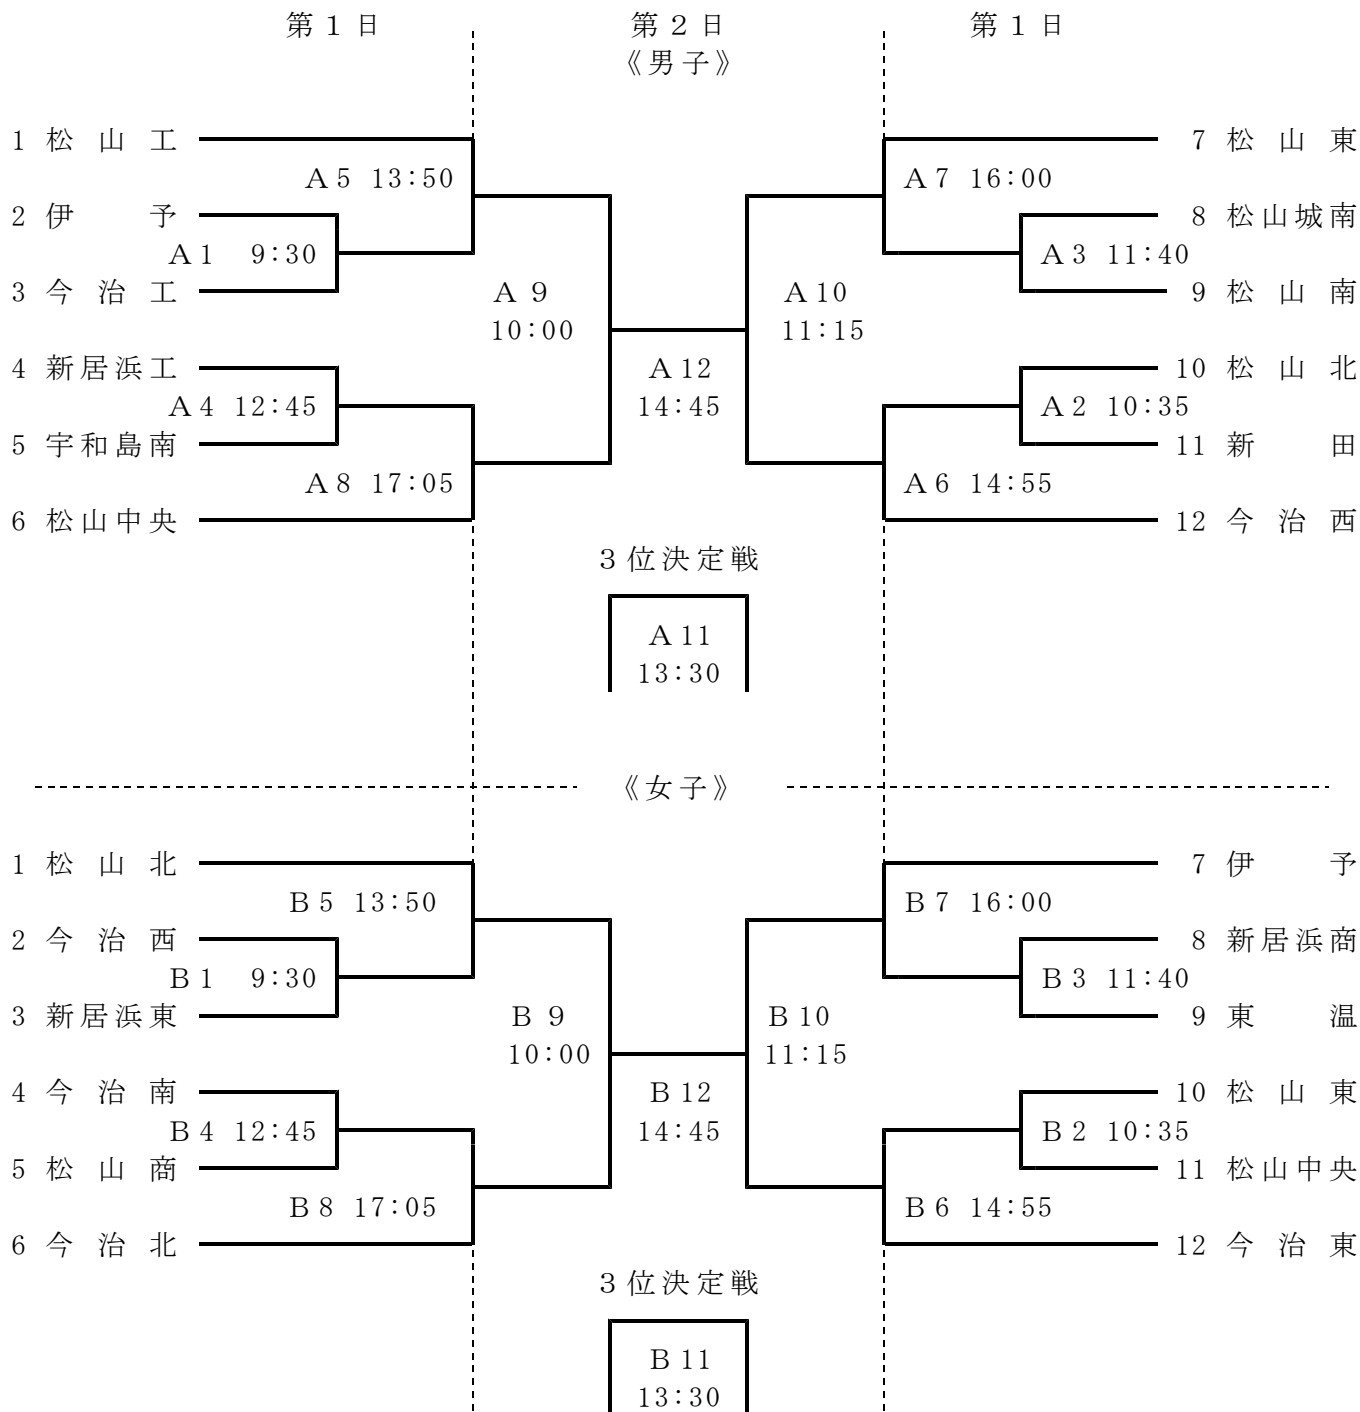 第１日 第２日 第１日
《男子》
1 松山工 7 松山東
A5 13:50 A7 16:00
2 伊予 8 松山城南
A1 9:30 A3 11:40
3 今治工 A9 A10 9 松山南
10:00 11:15
4 新居浜工 A12 10 松山北
A4 12:45 14:45 A2 10:35
5 宇和島南 11 新田
A8 17:05 A6 14:55
6 松山中央 12 今治西
３位決定戦
A11
13:30
《女子》
1 松山北 7 伊予
B5 13:50 B7 16:00
2 今治西 8 新居浜商
B1 9:30 B3 11:40
3 新居浜東 B9 B10 9 東温
10:00 11:15
4 今治南 B12 10 松山東
B4 12:45 14:45 B2 10:35
5 松山商 11 松山中央
B8 17:05 B6 14:55
6 今治北 12 今治東
３位決定戦
B11
13:30